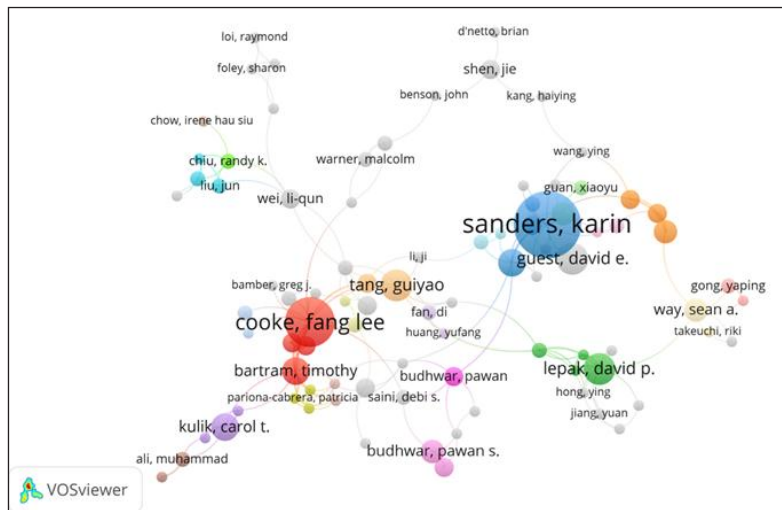 loi, raymond
d'netto, brian
foley, sharon
shen, jie
benson, john
kang, haiying
chow, irene hau siu
wang, ying
chiu, randy k.
warner, malcolm
liu, jun
guan, xiaoyu
wei, li-qun
sanders, karin
li, ji
guest, david e.
bamber, greg j.
tang, guiyao
gong, yaping
cooke, fang lee
fan, di
way, sean a.
huang, yufang
takeuchi, riki
bartram, timothy
budhwar, pawan
lepak, david p.
pariona-cabrera, patricia
saini, debi s.
hong, ying
kulik, carol t.
jiang, yuan
ali, muhammad
budhwar, pawan s.
VOSviewer